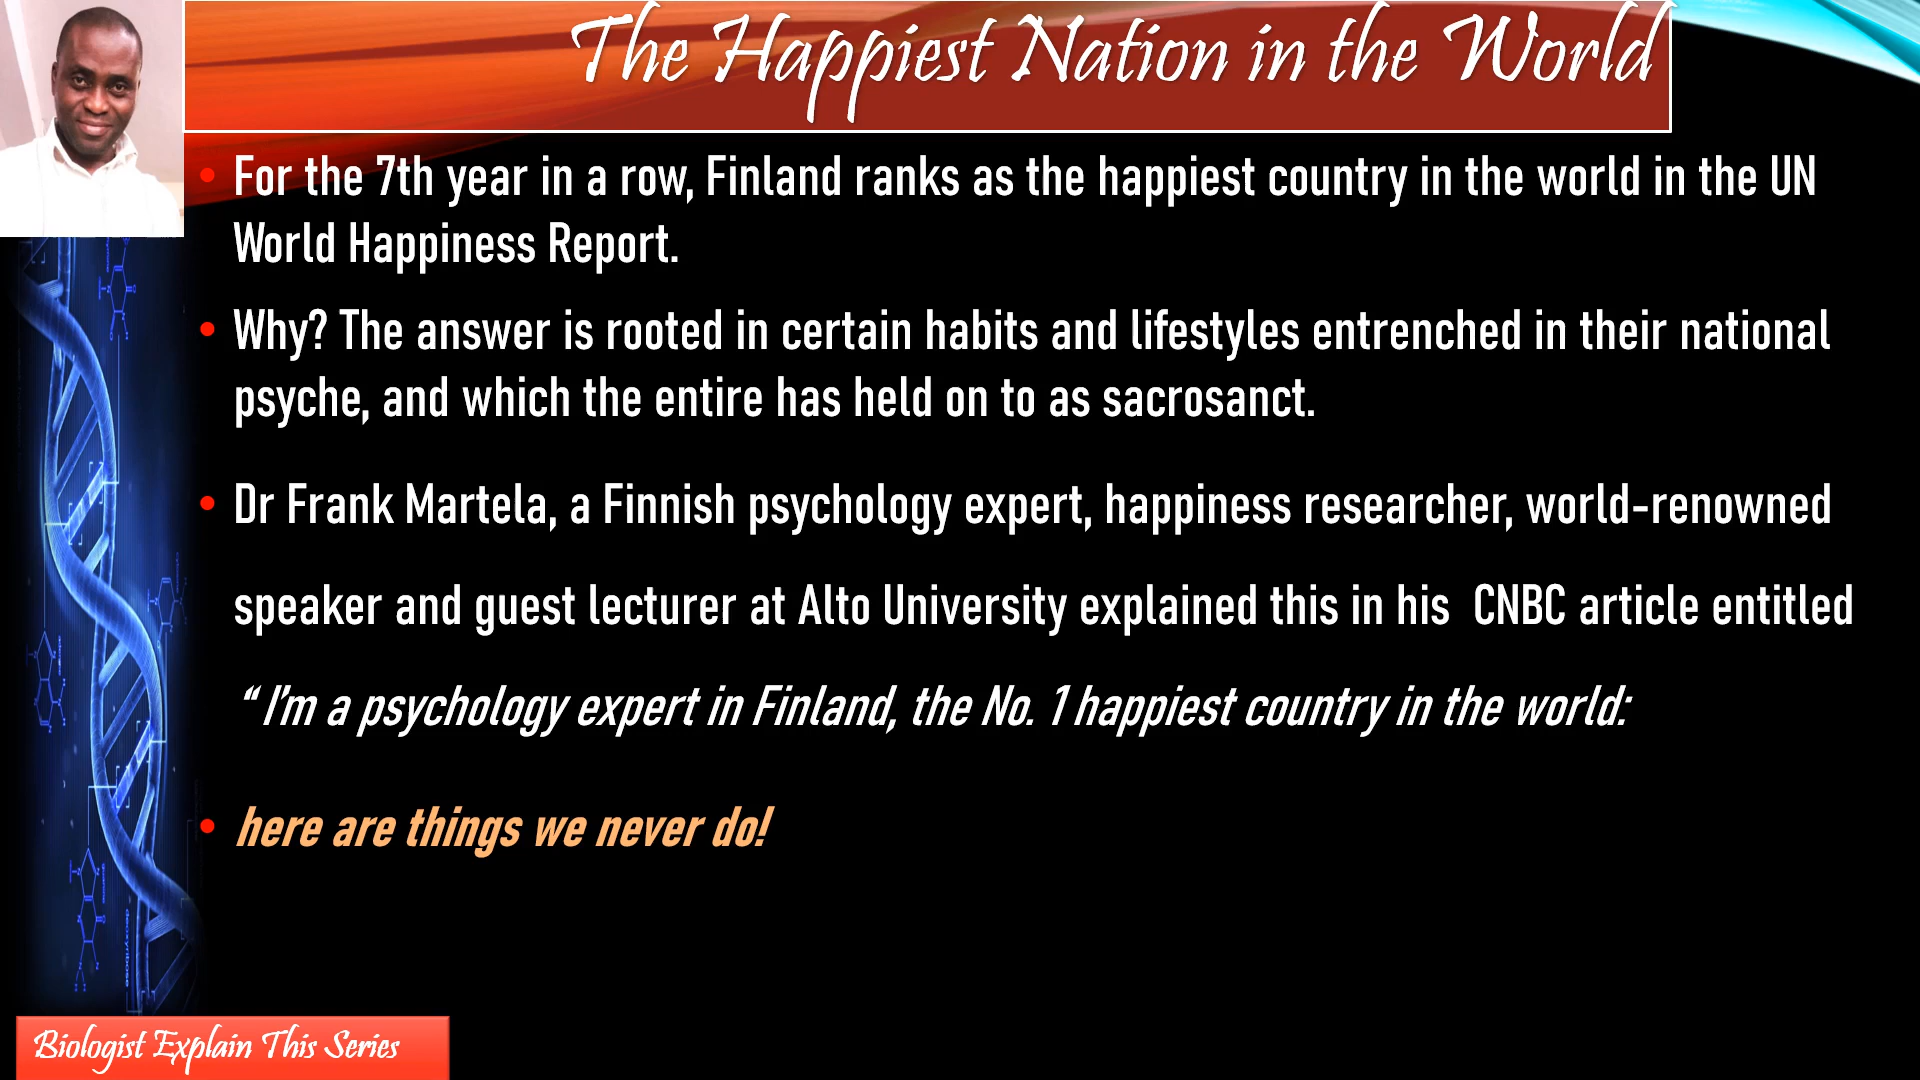 The Happiest Nation in the World
• For the 7th year in a row, Finland ranks as the happiest country in the world in the UN
World Happiness Report.
• Why? The answer is rooted in certain habits and lifestyles entrenched in their national
psyche, and which the entire has held on to as sacrosanct.
• Dr Frank Martela, a Finnish psychology expert, happiness researcher, world-renowned
speaker and guest lecturer at Alto University explained this in his  CNBC article entitled
“ I’m a psychology expert in Finland, the No. 1 happiest country in the world:
• here are things we never do!
deoxyribose
Biologist Explain This Series